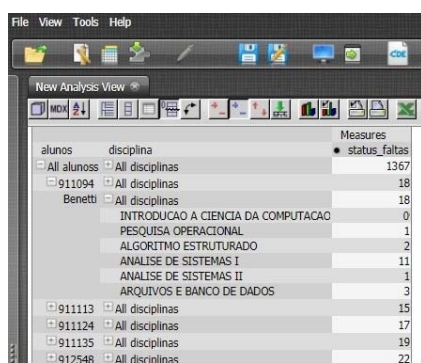 File View Tools Help
CDE
New Analysis View
MDX
Measures
alunos disciplina status_faltas
All alunoss All disciplinas 1367
911094 All disciplinas 18
Benetti All disciplinas 18
INTRODUCAO A CIENCIA DA COMPUTACAO 0
PESQUISA OPERACIONAL 1
ALGORITMO ESTRUTURADO 2
ANALISE DE SISTEMAS I 11
ANALISE DE SISTEMAS II 1
ARQUIVOS E BANCO DE DADOS 3
911113 All disciplinas 15
911124 All disciplinas 17
911135 All disciplinas 19
912548 All disciplinas 22